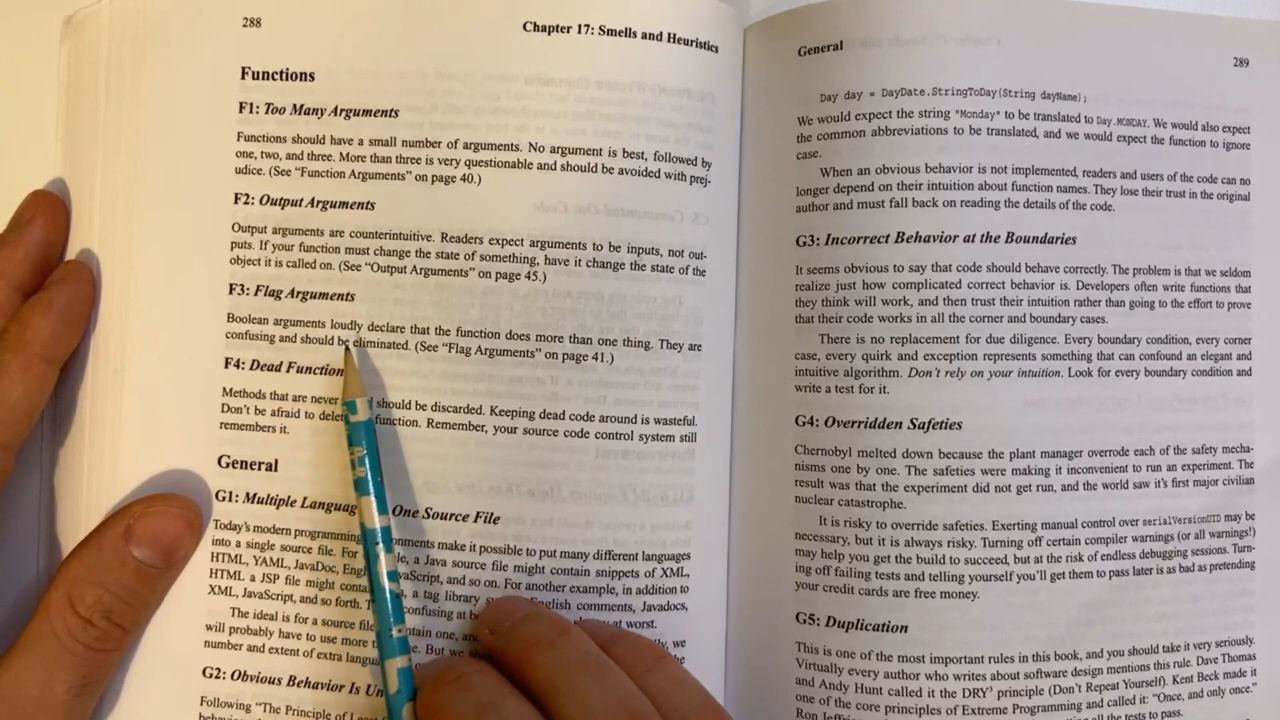 288
Chapter 17: Smells and Heuristics
Functions
F1: Too Many Arguments
Functions should have a small number of arguments. No argument is best, followed by
one, two, and three. More than three is very questionable and should be avoided with prej-
udice. (See “Function Arguments” on page 40.)
F2: Output Arguments
Output arguments are counterintuitive. Readers expect arguments to be inputs, not out-
puts. If your function must change the state of something, have it change the state of the
object it is called on. (See “Output Arguments” on page 45.)
F3: Flag Arguments
Boolean arguments loudly declare that the function does more than one thing. They are
confusing and should be eliminated. (See “Flag Arguments” on page 41.)
F4: Dead Function
Methods that are never should be discarded. Keeping dead code around is wasteful.
Don’t be afraid to function. Remember, your source code control system still
remembers it.
General
G1: Multiple One Source File
Today’s modern programming make it possible to put many different languages
into a single source file. For a Java source file might contain snippets of XML,
HTML, YAML, JavaDoc, and so on. For another example, in addition to
HTML a JSP file might a tag library English comments, Javadocs,
XML, JavaScript, and so forth. confusing at worst.
The ideal is for a source file one, we
will probably have to use more But we
number and extent of extra
G2: Obvious Behavior Is
Following “The Principle of
General
289
Day day = DayDate.StringToDay(String dayName);
We would expect the string "Monday" to be translated to Day.MONDAY. We would also expect
the common abbreviations to be translated, and we would expect the function to ignore
case.
When an obvious behavior is not implemented, readers and users of the code can no
longer depend on their intuition about function names. They lose their trust in the original
author and must fall back on reading the details of the code.
G3: Incorrect Behavior at the Boundaries
It seems obvious to say that code should behave correctly. The problem is that we seldom
realize just how complicated correct behavior is. Developers often write functions that
they think will work, and then trust their intuition rather than going to the effort to prove
that their code works in all the corner and boundary cases.
There is no replacement for due diligence. Every boundary condition, every corner
case, every quirk and exception represents something that can confound an elegant and
intuitive algorithm. Don’t rely on your intuition. Look for every boundary condition and
write a test for it.
G4: Overridden Safeties
Chernobyl melted down because the plant manager overrode each of the safety mecha-
nisms one by one. The safeties were making it inconvenient to run an experiment. The
result was that the experiment did not get run, and the world saw it’s first major civilian
nuclear catastrophe.
It is risky to override safeties. Exerting manual control over serialVersionUID may be
necessary, but it is always risky. Turning off certain compiler warnings (or all warnings!)
may help you get the build to succeed, but at the risk of endless debugging sessions. Turn-
ing off failing tests and telling yourself you’ll get them to pass later is as bad as pretending
your credit cards are free money.
G5: Duplication
This is one of the most important rules in this book, and you should take it very seriously.
Virtually every author who writes about software design mentions this rule. Dave Thomas
and Andy Hunt called it the DRY³ principle (Don’t Repeat Yourself). Kent Beck made it
one of the core principles of Extreme Programming and called it: “Once, and only once.”
Ron the tests to pass.